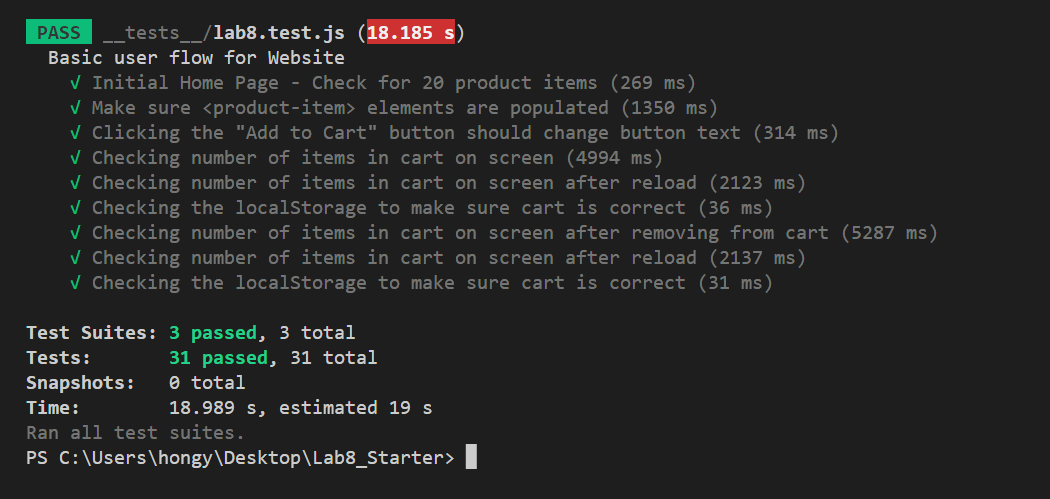 PASS __tests__/lab8.test.js (18.185 s)
Basic user flow for Website
√ Initial Home Page - Check for 20 product items (269 ms)
√ Make sure <product-item> elements are populated (1350 ms)
√ Clicking the "Add to Cart" button should change button text (314 ms)
√ Checking number of items in cart on screen (4994 ms)
√ Checking number of items in cart on screen after reload (2123 ms)
√ Checking the localStorage to make sure cart is correct (36 ms)
√ Checking number of items in cart on screen after removing from cart (5287 ms)
√ Checking number of items in cart on screen after reload (2137 ms)
√ Checking the localStorage to make sure cart is correct (31 ms)
Test Suites: 3 passed, 3 total
Tests: 31 passed, 31 total
Snapshots: 0 total
Time: 18.989 s, estimated 19 s
Ran all test suites.
PS C:\Users\hongy\Desktop\Lab8_Starter>